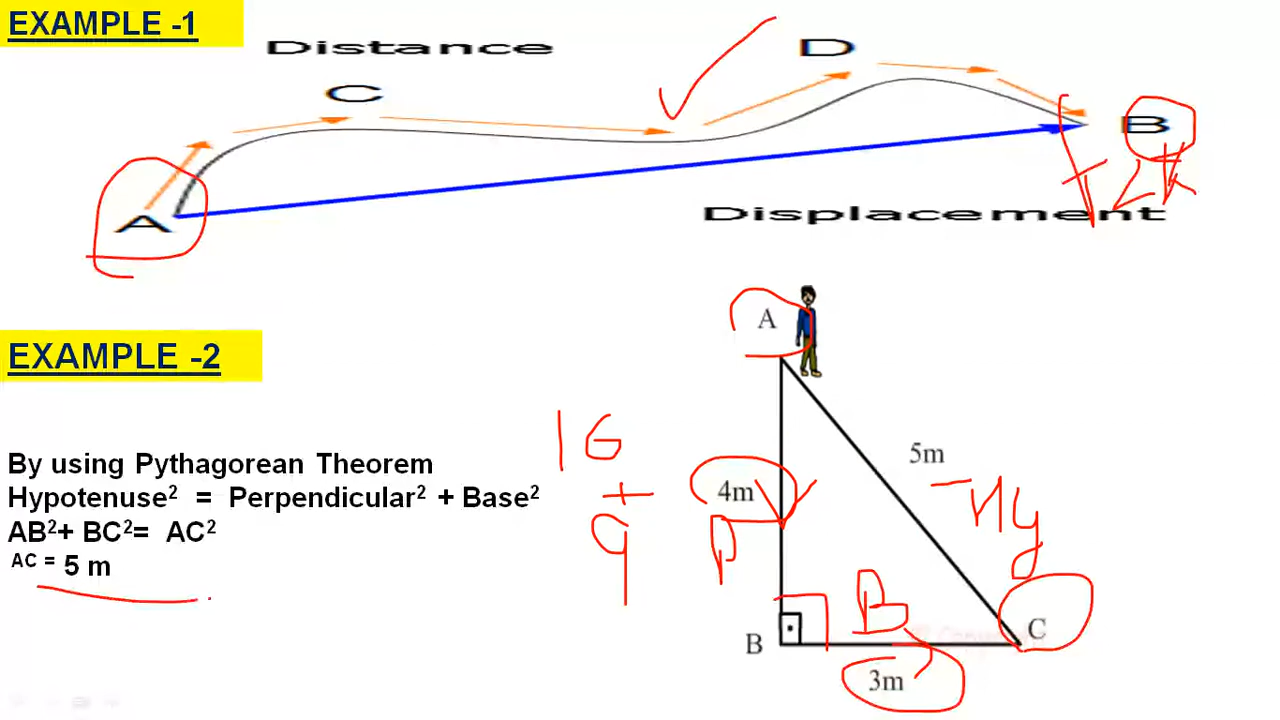 EXAMPLE -1
Distance
D
C
B
A
Displacement
A
EXAMPLE -2
5m
By using Pythagorean Theorem
16
4m
Hypotenuse² = Perpendicular² + Base²
+
Hy
AB²+ BC²= AC²
9
P
AC = 5 m
B
B
C
3m